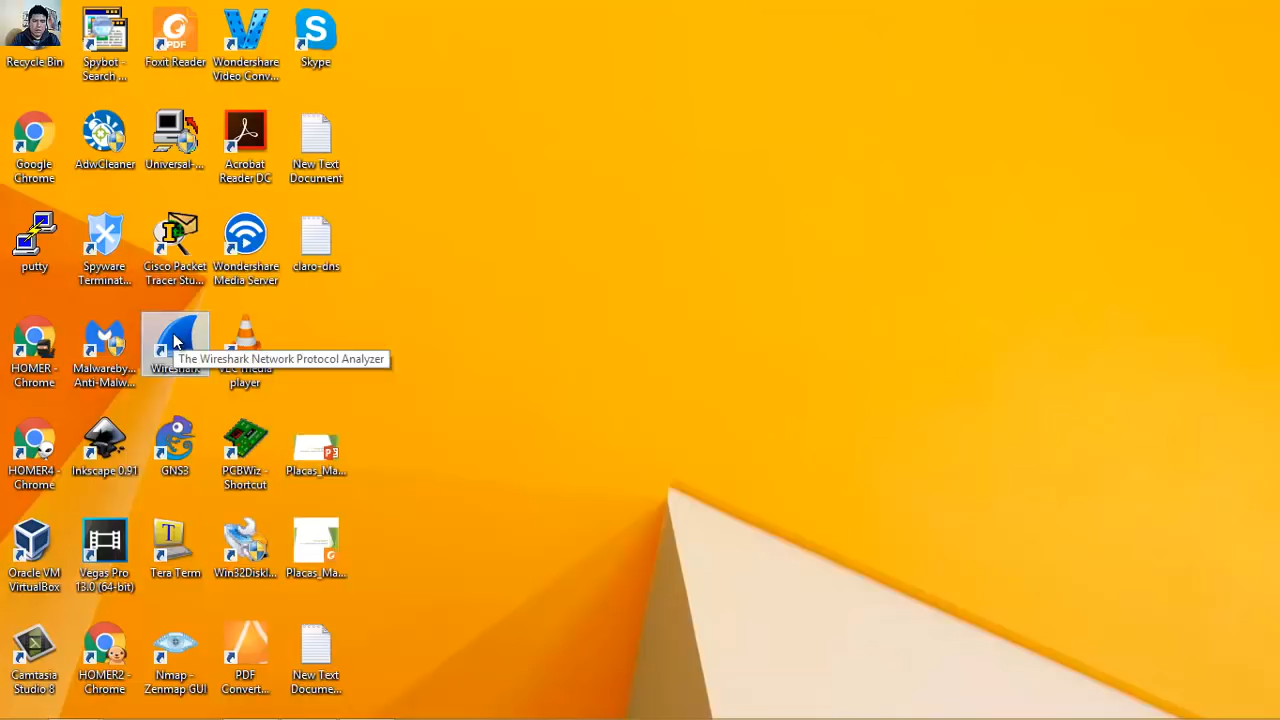 Recycle Bin
Spybot -
Search ...
Foxit Reader
Wondershare
Video Conv...
Skype
Google
Chrome
AdwCleaner
Universal-...
Acrobat
Reader DC
New Text
Document
putty
Spyware
Terminat...
Cisco Packet
Tracer Stu...
Wondershare
Media Server
claro-dns
HOMER -
Chrome
Malwareby...
Anti-Malw...
Wireshark
The Wireshark Network Protocol Analyzer
VLC media
player
HOMER4 -
Chrome
Inkscape 0.91
GNS3
PCBWiz -
Shortcut
Placas_Ma...
Oracle VM
VirtualBox
Vegas Pro
13.0 (64-bit)
Tera Term
Win32DiskI...
Placas_Ma...
Camtasia
Studio 8
HOMER2 -
Chrome
Nmap -
Zenmap GUI
PDF
Convert...
New Text
Docume...